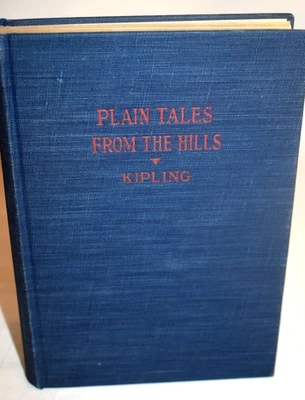 PLAIN TALES
FROM THE HILLS
KIPLING